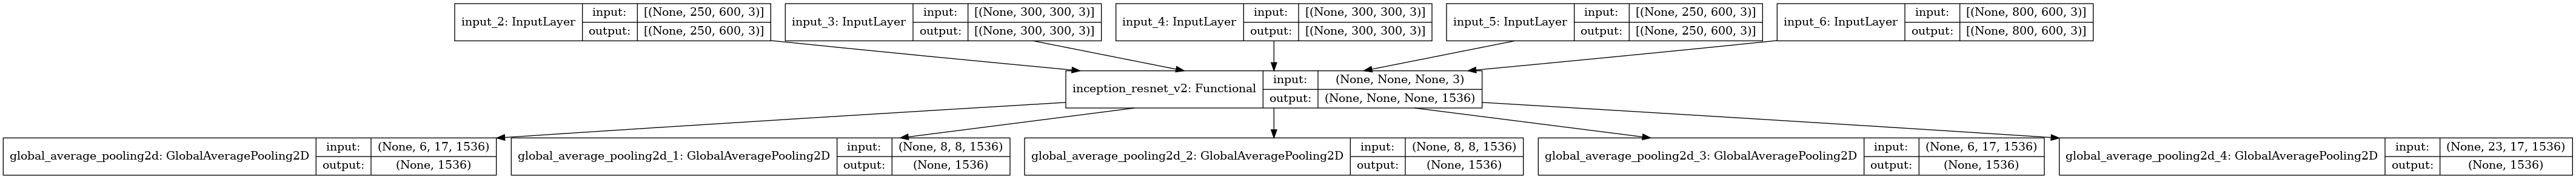 input_2: InputLayer
input: [(None, 250, 600, 3)]
output: [(None, 250, 600, 3)]
input_3: InputLayer
input: [(None, 300, 300, 3)]
output: [(None, 300, 300, 3)]
input_4: InputLayer
input: [(None, 300, 300, 3)]
output: [(None, 300, 300, 3)]
input_5: InputLayer
input: [(None, 250, 600, 3)]
output: [(None, 250, 600, 3)]
input_6: InputLayer
input: [(None, 800, 600, 3)]
output: [(None, 800, 600, 3)]
inception_resnet_v2: Functional
input: (None, None, None, 3)
output: (None, None, None, 1536)
global_average_pooling2d: GlobalAveragePooling2D
input: (None, 6, 17, 1536)
output: (None, 1536)
global_average_pooling2d_1: GlobalAveragePooling2D
input: (None, 8, 8, 1536)
output: (None, 1536)
global_average_pooling2d_2: GlobalAveragePooling2D
input: (None, 8, 8, 1536)
output: (None, 1536)
global_average_pooling2d_3: GlobalAveragePooling2D
input: (None, 6, 17, 1536)
output: (None, 1536)
global_average_pooling2d_4: GlobalAveragePooling2D
input: (None, 23, 17, 1536)
output: (None, 1536)